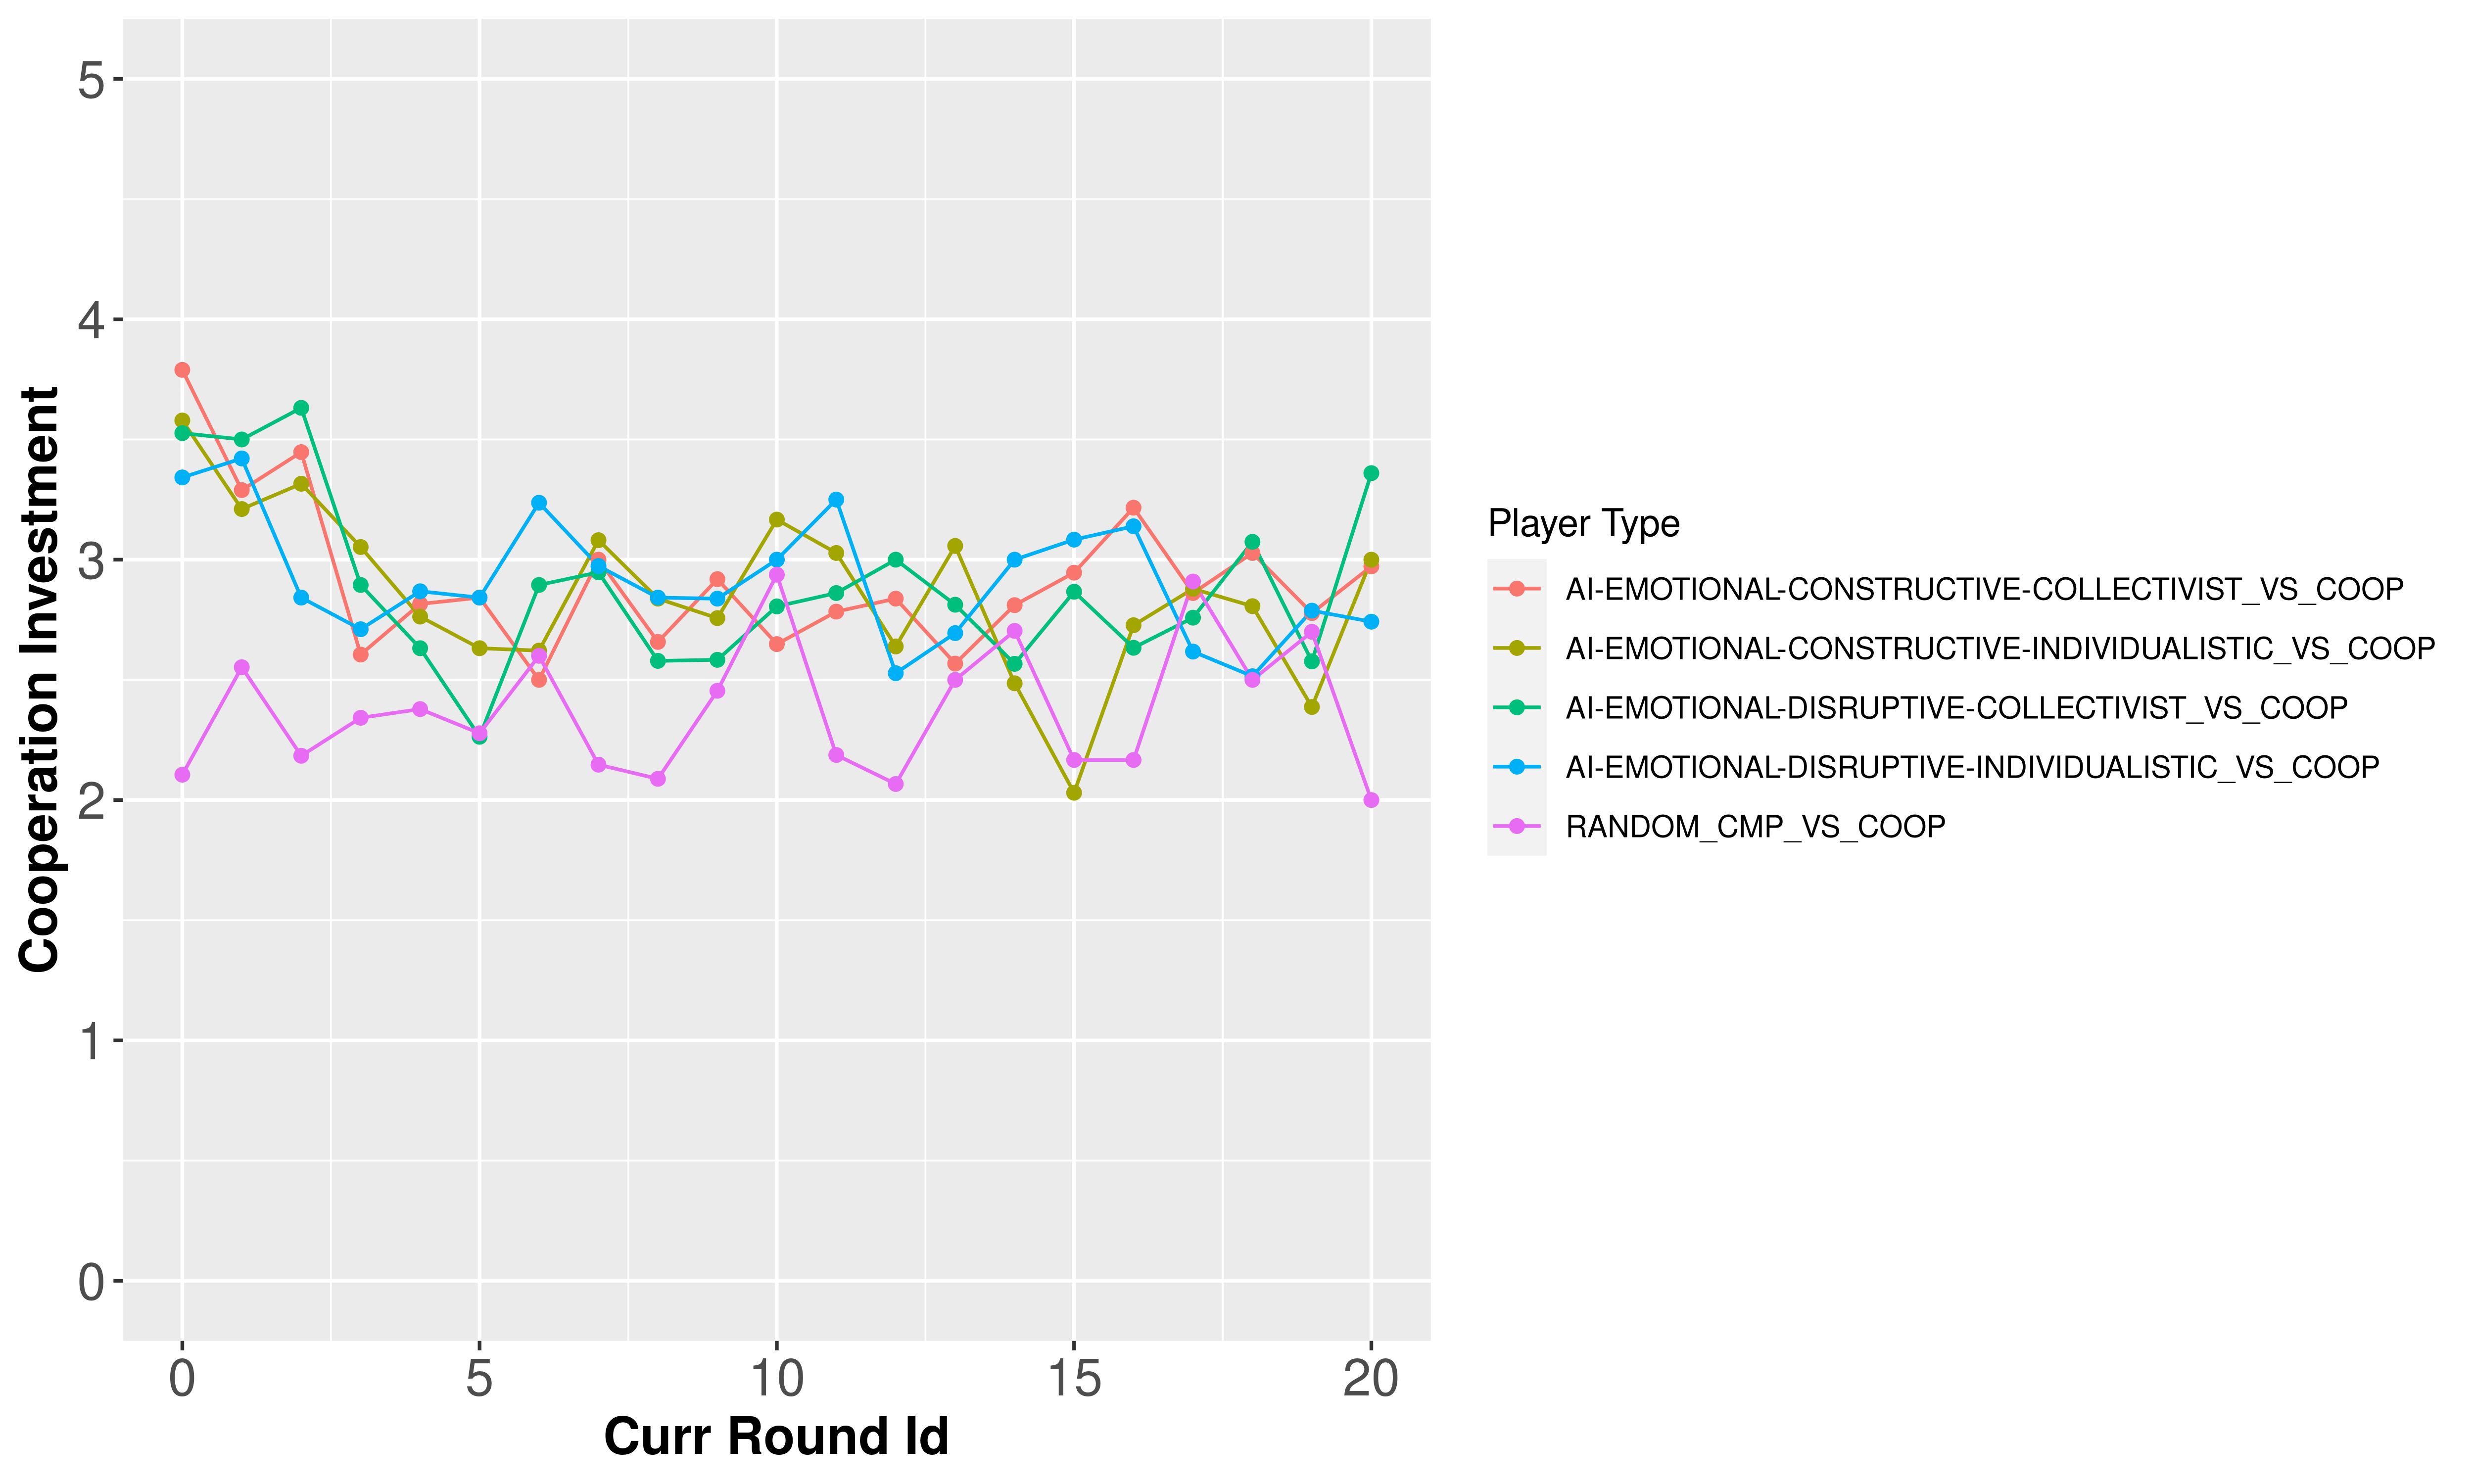 5
4
3
2
1
0
Cooperation Investment
0 5 10 15 20
Curr Round Id
Player Type
AI-EMOTIONAL-CONSTRUCTIVE-COLLECTIVIST_VS_COOP
AI-EMOTIONAL-CONSTRUCTIVE-INDIVIDUALISTIC_VS_COOP
AI-EMOTIONAL-DISRUPTIVE-COLLECTIVIST_VS_COOP
AI-EMOTIONAL-DISRUPTIVE-INDIVIDUALISTIC_VS_COOP
RANDOM_CMP_VS_COOP